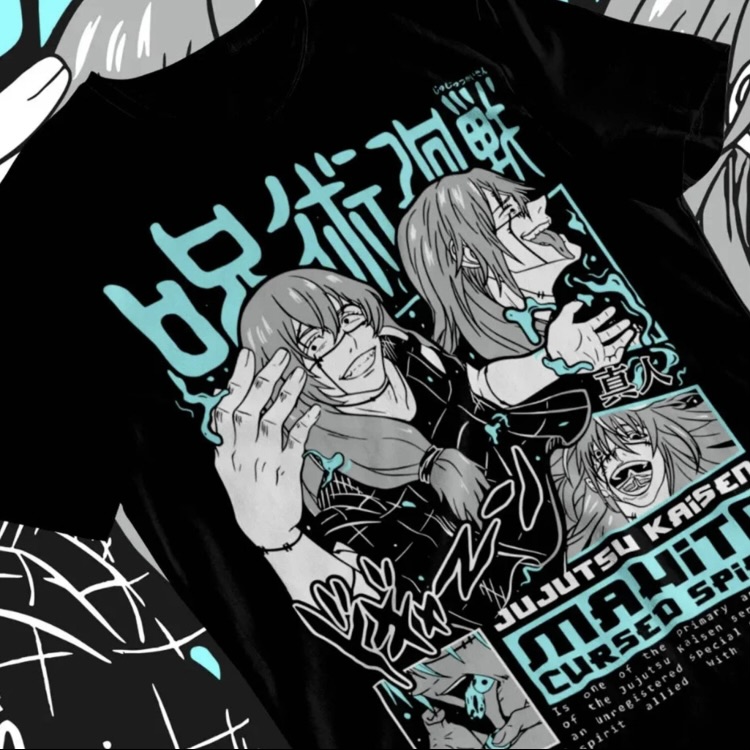 じゅじゅつかいせん
呪術廻戦
真人
JUJUTSU KAISEN
MAHITO
CURSED SPI
is one of the primary a
of the Jujutsu Kaisen se
an unregistered special
spirit allied with